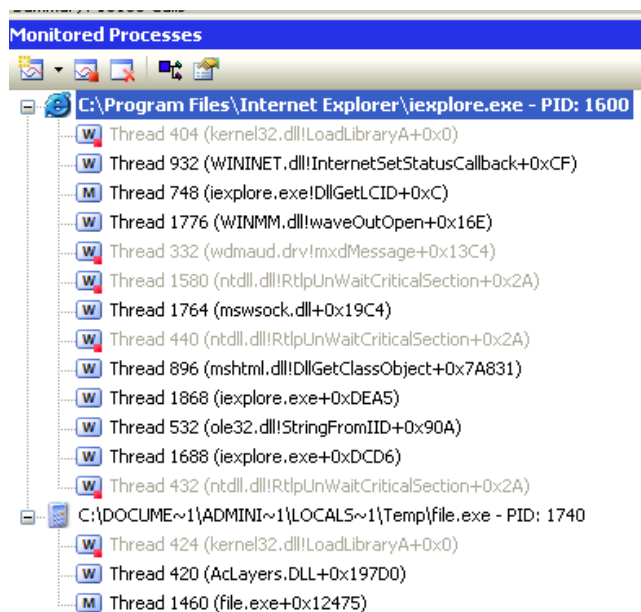 Monitored Processes
C:\Program Files\Internet Explorer\iexplore.exe - PID: 1600
W Thread 404 (kernel32.dll!LoadLibraryA+0x0)
W Thread 932 (WININET.dll!InternetSetStatusCallback+0xCF)
M Thread 748 (iexplore.exe!DllGetLCID+0xC)
W Thread 1776 (WINMM.dll!waveOutOpen+0x16E)
W Thread 332 (wdmaud.drv!mxdMessage+0x13C4)
W Thread 1580 (ntdll.dll!RtlpUnWaitCriticalSection+0x2A)
W Thread 1764 (mswsock.dll+0x19C4)
W Thread 440 (ntdll.dll!RtlpUnWaitCriticalSection+0x2A)
W Thread 896 (mshtml.dll!DllGetClassObject+0x7A831)
W Thread 1868 (iexplore.exe+0xDEA5)
W Thread 532 (ole32.dll!StringFromIID+0x90A)
W Thread 1688 (iexplore.exe+0xDCD6)
W Thread 432 (ntdll.dll!RtlpUnWaitCriticalSection+0x2A)
C:\DOCUME~1\ADMINI~1\LOCALS~1\Temp\file.exe - PID: 1740
W Thread 424 (kernel32.dll!LoadLibraryA+0x0)
W Thread 420 (AcLayers.DLL+0x197D0)
M Thread 1460 (file.exe+0x12475)